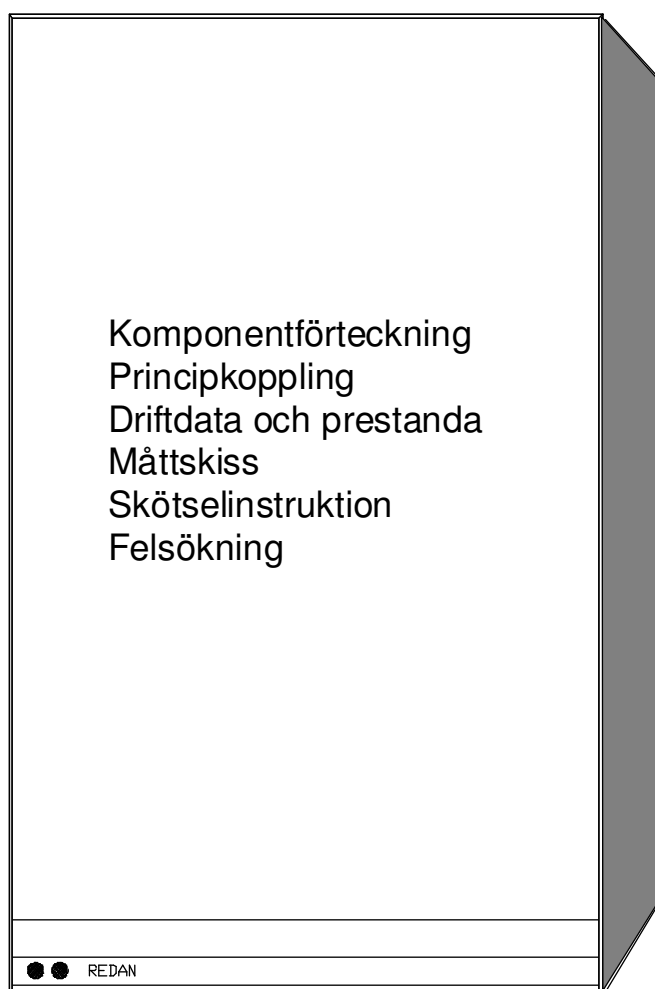 Komponentförteckning
Principkoppling
Driftdata och prestanda
Måttskiss
Skötselinstruktion
Felsökning
REDAN